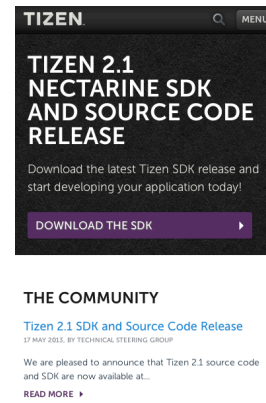 TIZEN
MENU
TIZEN 2.1
NECTARINE SDK
AND SOURCE CODE
RELEASE
Download the latest Tizen SDK release and
start developing your application today!
DOWNLOAD THE SDK
THE COMMUNITY
Tizen 2.1 SDK and Source Code Release
17 MAY 2013, BY TECHNICAL STEERING GROUP
We are pleased to announce that Tizen 2.1 source code
and SDK are now available at...
READ MORE